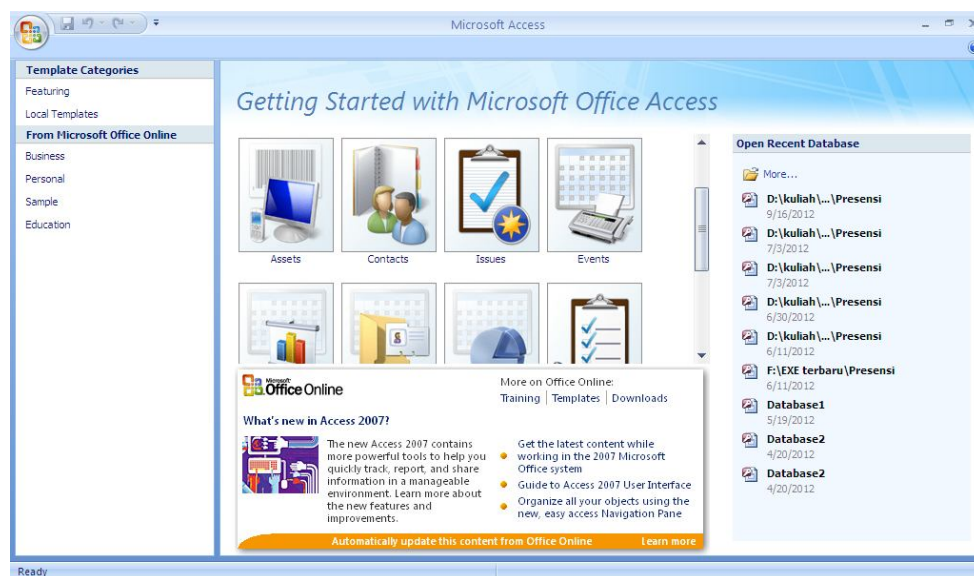 Microsoft Access
Template Categories
Featuring
Local Templates
From Microsoft Office Online
Business
Personal
Sample
Education
Getting Started with Microsoft Office Access
Assets
Contacts
Issues
Events
Microsoft
Office Online
More on Office Online:
Training | Templates | Downloads
What's new in Access 2007?
The new Access 2007 contains
more powerful tools to help you
quickly track, report, and share
information in a manageable
environment. Learn more about
the new features and
improvements.
Get the latest content while
working in the 2007 Microsoft
Office system
Guide to Access 2007 User Interface
Organize all your objects using the
new, easy access Navigation Pane
Automatically update this content from Office Online
Learn more
Open Recent Database
More...
D:\kuliah\...\Presensi
9/16/2012
D:\kuliah\...\Presensi
7/3/2012
D:\kuliah\...\Presensi
7/3/2012
D:\kuliah\...\Presensi
6/30/2012
D:\kuliah\...\Presensi
6/11/2012
F:\EXE terbaru\Presensi
6/11/2012
Database1
5/19/2012
Database2
4/20/2012
Database2
4/20/2012
Ready